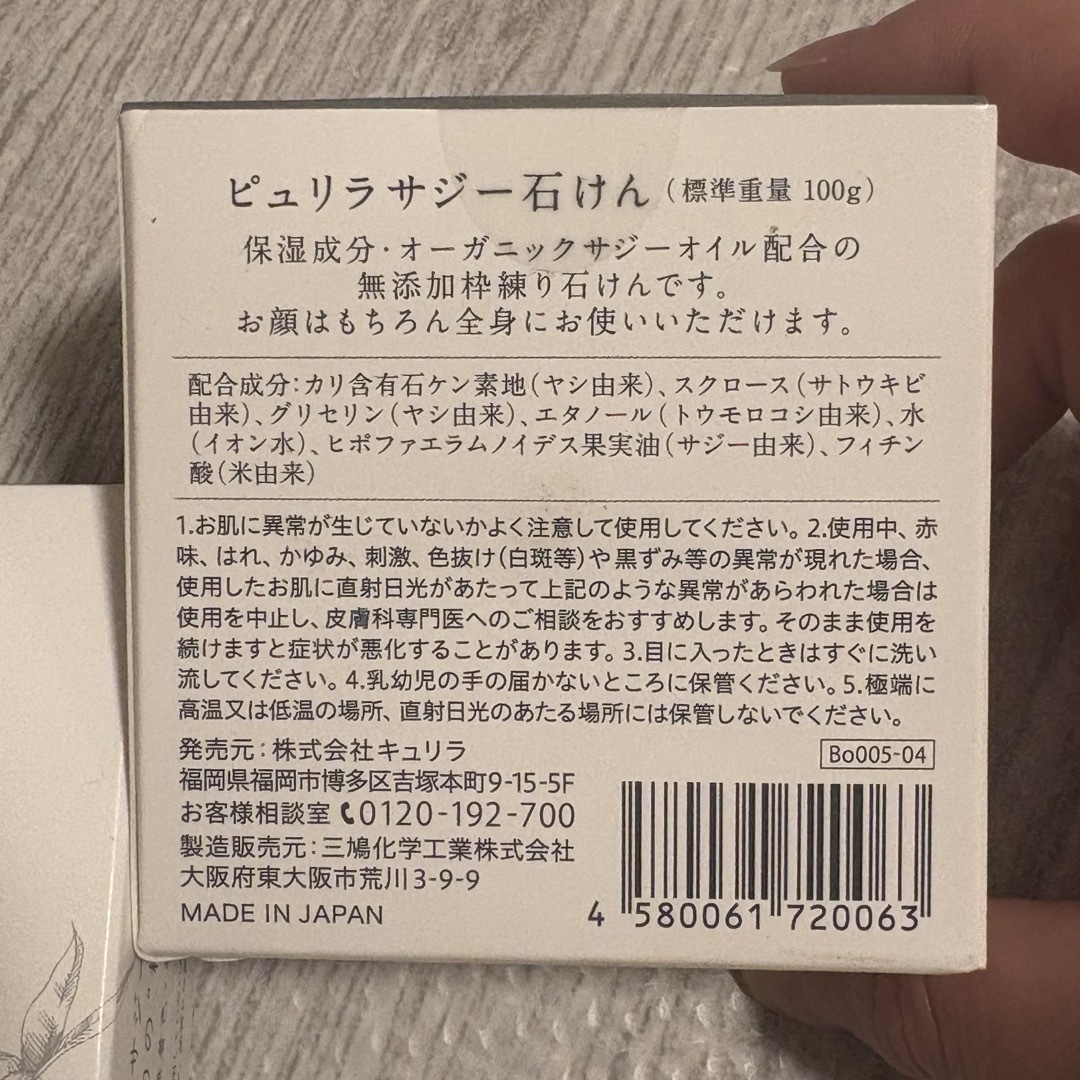 ピュリラサジー石けん(標準重量 100g)
保湿成分・オーガニックサジーオイル配合の
無添加枠練り石けんです。
お顔はもちろん全身にお使いいただけます。
配合成分:カリ含有石ケン素地(ヤシ由来)、スクロース(サトウキビ
由来)、グリセリン(ヤシ由来)、エタノール(トウモロコシ由来)、水
(イオン水)、ヒポファエラムノイデス果実油(サジー由来)、フィチン
酸(米由来)
1.お肌に異常が生じていないかよく注意して使用してください。2.使用中、赤
味、はれ、かゆみ、刺激、色抜け(白斑等)や黒ずみ等の異常が現れた場合、
使用したお肌に直射日光があたって上記のような異常があらわれた場合は
使用を中止し、皮膚科専門医へのご相談をおすすめします。そのまま使用を
続けますと症状が悪化することがあります。3.目に入ったときはすぐに洗い
流してください。4.乳幼児の手の届かないところに保管ください。5.極端に
高温又は低温の場所、直射日光のあたる場所には保管しないでください。
発売元:株式会社キュリラ
福岡県福岡市博多区吉塚本町9-15-5F
お客様相談室 0120-192-700
製造販売元:三鳩化学工業株式会社
大阪府東大阪市荒川3-9-9
MADE IN JAPAN
Bo005-04
4 580061 720063